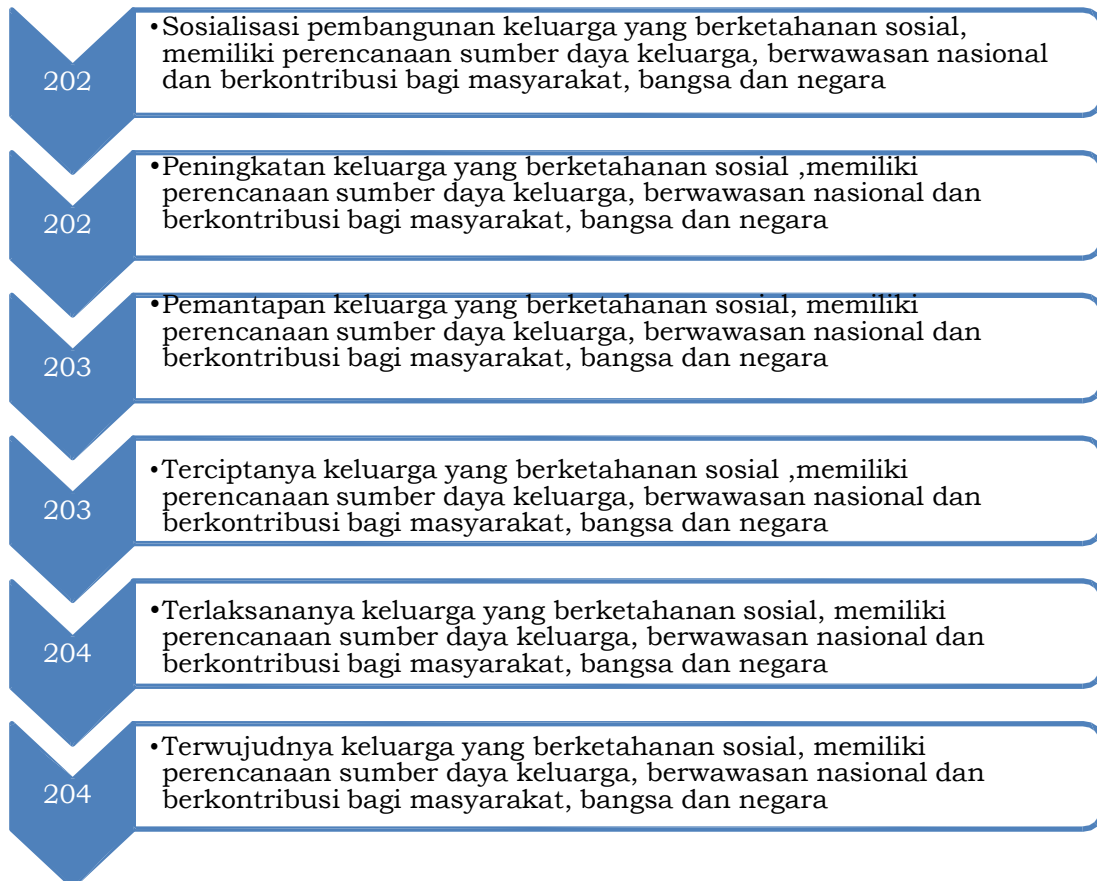 •Sosialisasi pembangunan keluarga yang berketahanan sosial,
memiliki perencanaan sumber daya keluarga, berwawasan nasional
dan berkontribusi bagi masyarakat, bangsa dan negara
202
•Peningkatan keluarga yang berketahanan sosial ,memiliki
perencanaan sumber daya keluarga, berwawasan nasional dan
berkontribusi bagi masyarakat, bangsa dan negara
202
•Pemantapan keluarga yang berketahanan sosial, memiliki
perencanaan sumber daya keluarga, berwawasan nasional dan
berkontribusi bagi masyarakat, bangsa dan negara
203
•Terciptanya keluarga yang berketahanan sosial ,memiliki
perencanaan sumber daya keluarga, berwawasan nasional dan
berkontribusi bagi masyarakat, bangsa dan negara
203
•Terlaksananya keluarga yang berketahanan sosial, memiliki
perencanaan sumber daya keluarga, berwawasan nasional dan
berkontribusi bagi masyarakat, bangsa dan negara
204
•Terwujudnya keluarga yang berketahanan sosial, memiliki
perencanaan sumber daya keluarga, berwawasan nasional dan
berkontribusi bagi masyarakat, bangsa dan negara
204